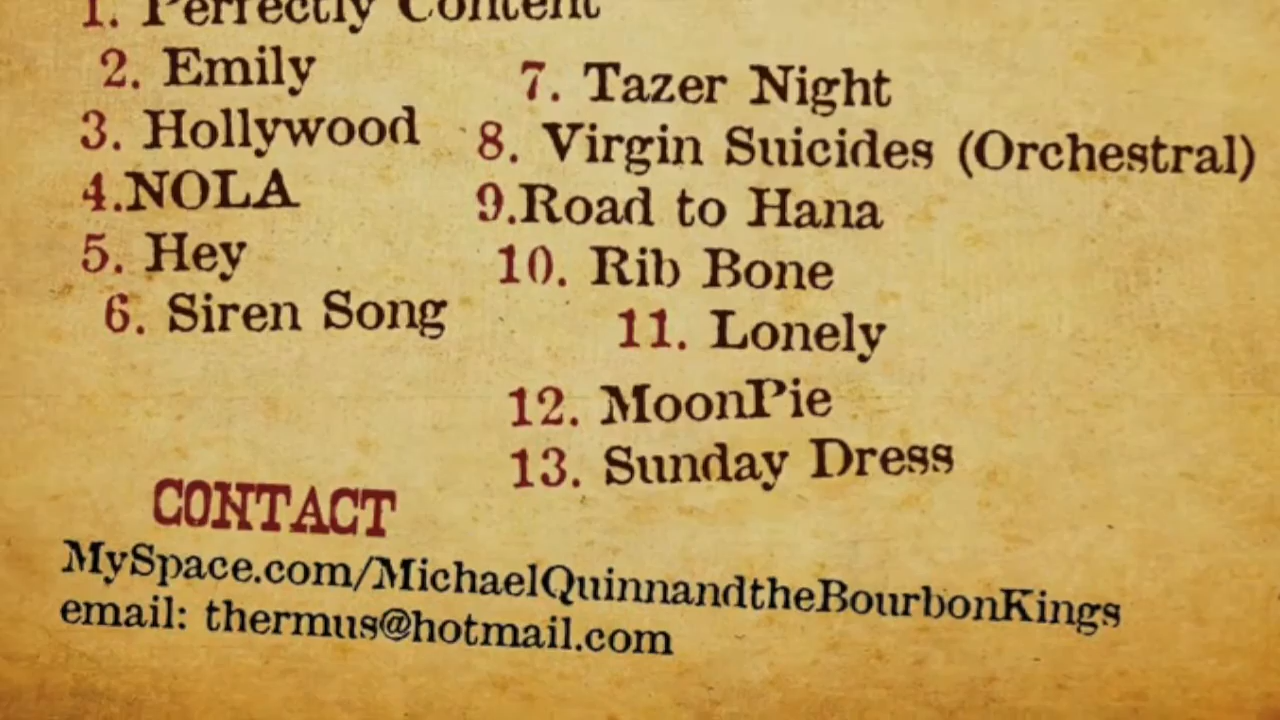 1. Perfectly Content
2. Emily
3. Hollywood
4.NOLA
5. Hey
6. Siren Song
7. Tazer Night
8. Virgin Suicides (Orchestral)
9.Road to Hana
10. Rib Bone
11. Lonely
12. MoonPie
13. Sunday Dress
CONTACT
MySpace.com/MichaelQuinnandtheBourbonKings
email: thermus@hotmail.com